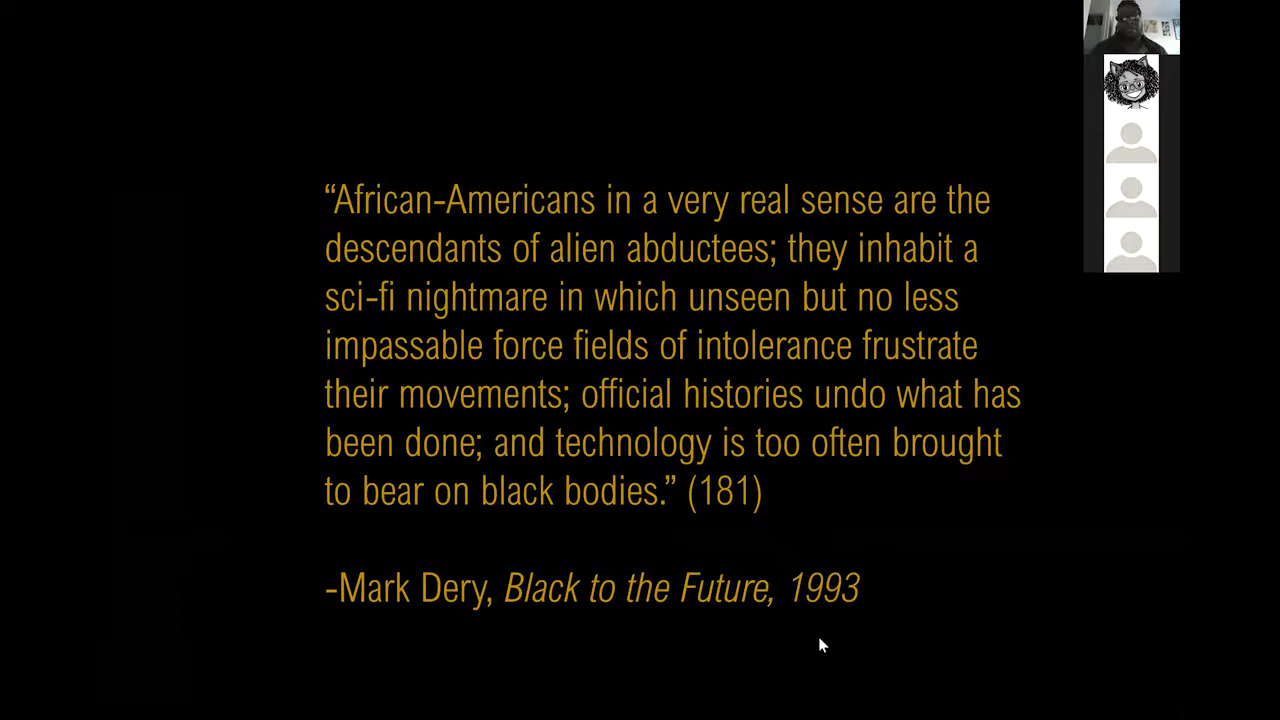 “African-Americans in a very real sense are the
descendants of alien abductees; they inhabit a
sci-fi nightmare in which unseen but no less
impassable force fields of intolerance frustrate
their movements; official histories undo what has
been done; and technology is too often brought
to bear on black bodies.” (181)
-Mark Dery, Black to the Future, 1993